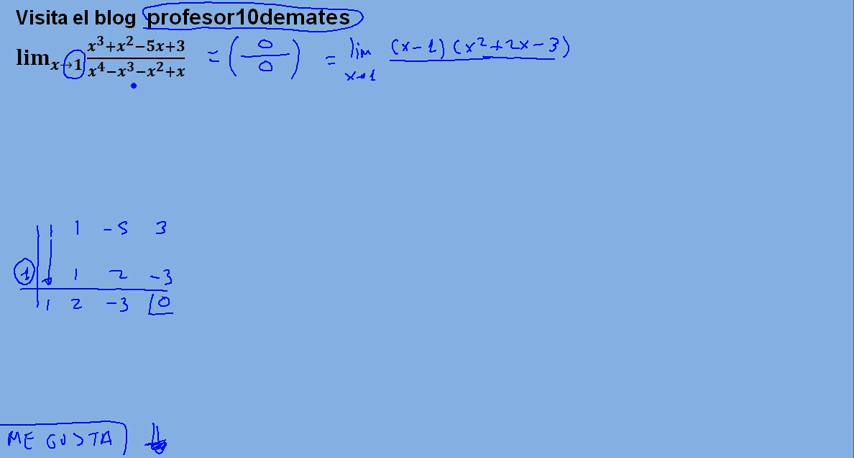 Visita el blog profesor10demates
lim x→1 x³+x²−5x+3 / x⁴−x³−x²+x = (0/0) = lim x→1 (x-1)(x²+2x-3)
1 1 -5 3
1 1 2 -3
1 2 -3 0
ME GUSTA